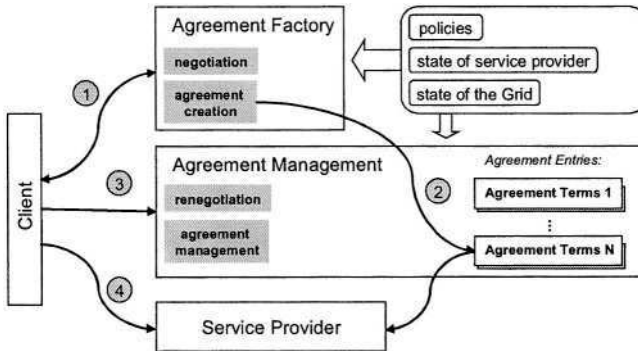 Agreement Factory
negotiation
agreement
creation
policies
state of service provider
state of the Grid
1
Client
3
4
Agreement Management
renegotiation
agreement
management
2
Agreement Entries:
Agreement Terms 1
⋮
Agreement Terms N
Service Provider